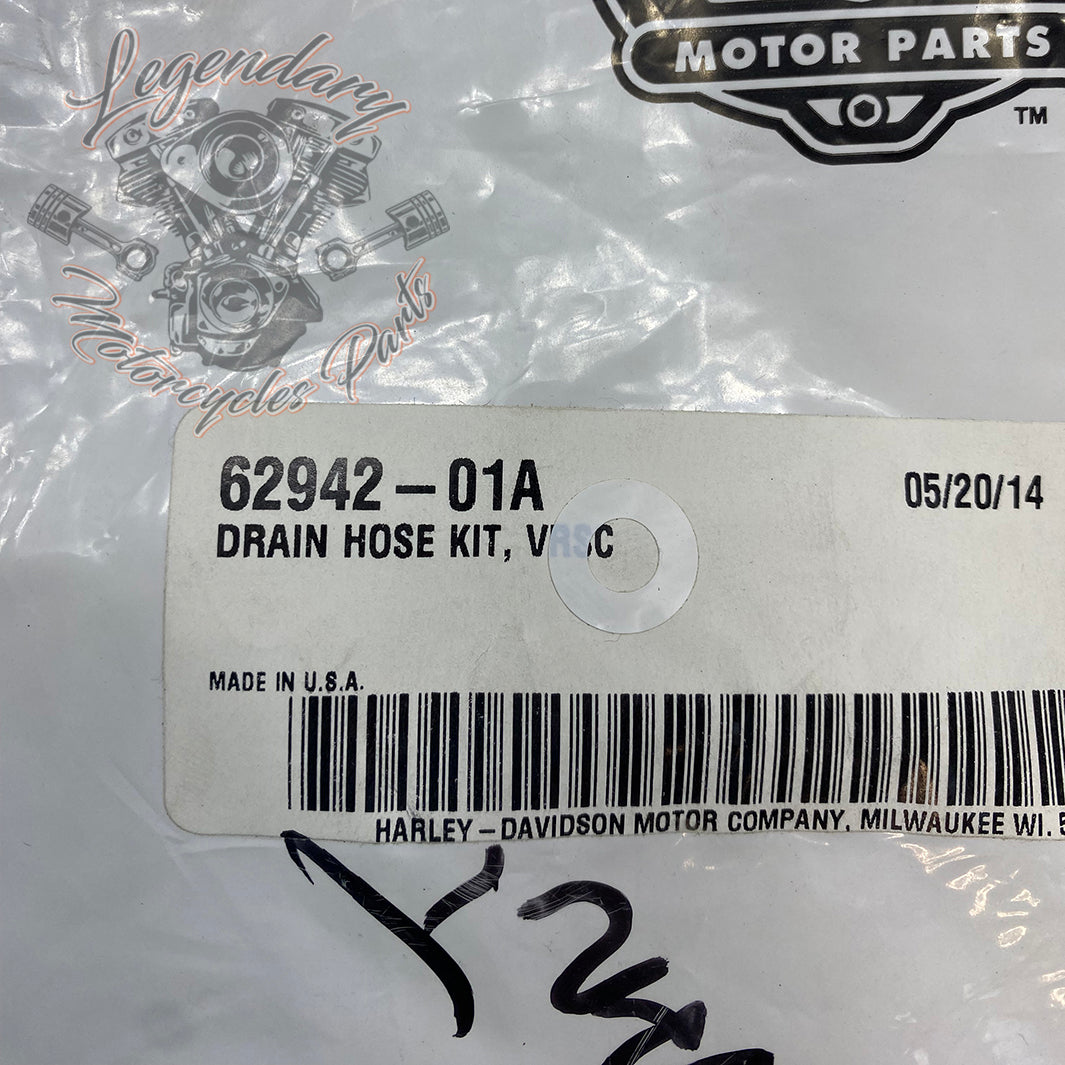 Legendary
Motorcycles Parts
MOTOR PARTS
TM
62942-01A
05/20/14
DRAIN HOSE KIT, VRSC
MADE IN U.S.A.
HARLEY-DAVIDSON MOTOR COMPANY, MILWAUKEE WI.